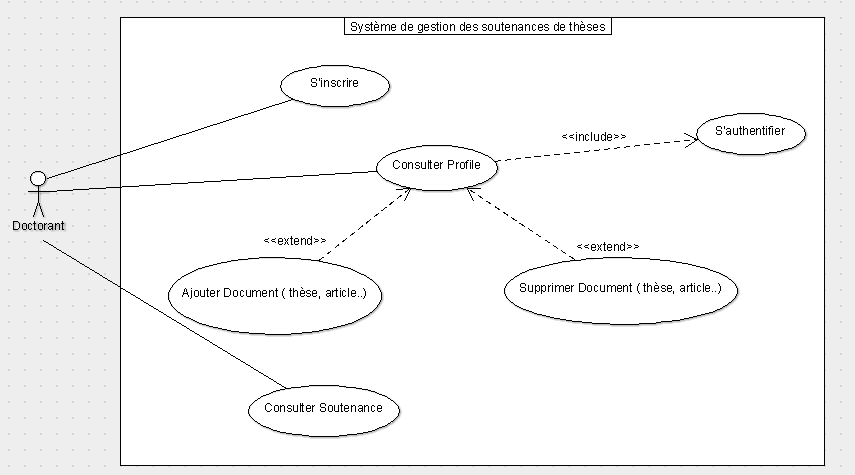 Système de gestion des soutenances de thèses
S'inscrire
S'authentifier
<<include>>
Consulter Profile
Doctorant
<<extend>>
<<extend>>
Ajouter Document ( thèse, article..)
Supprimer Document ( thèse, article..)
Consulter Soutenance